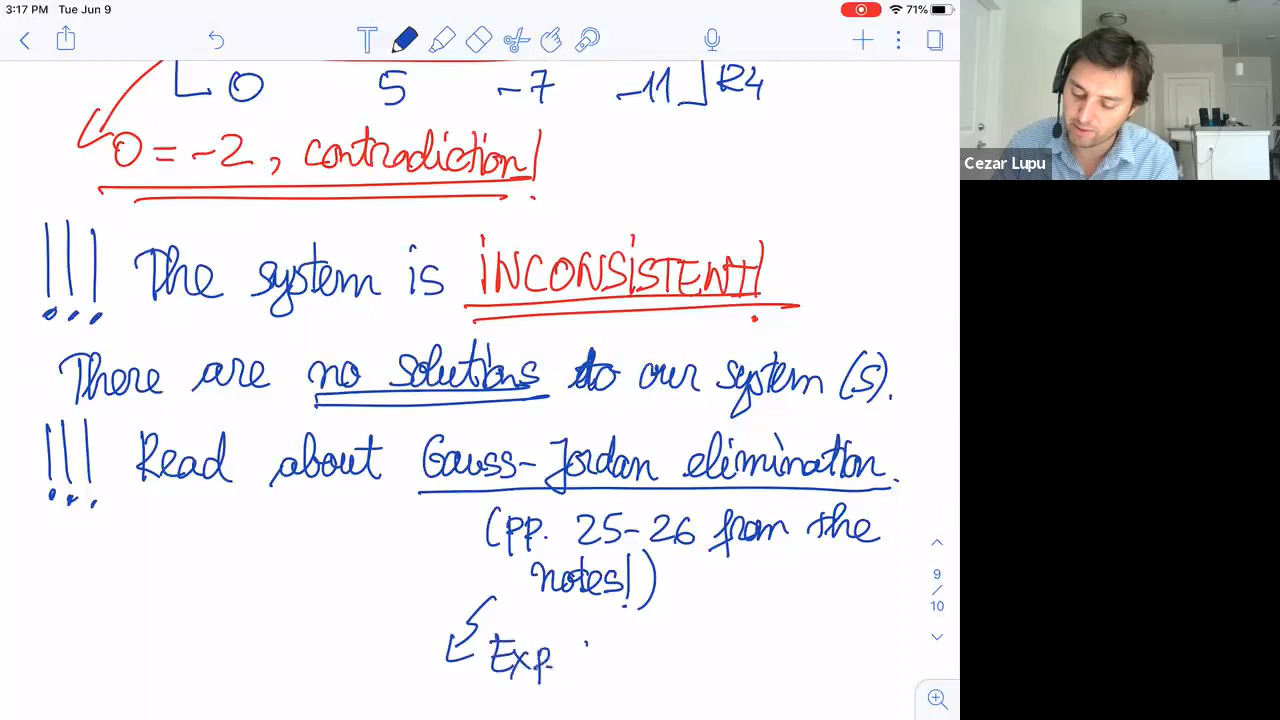 3:17 PM Tue Jun 9
71%
0 5 -7 -11 R4
0 = -2, contradiction!
!!! The system is INCONSISTENT!
There are no solutions to our system (S).
!!! Read about Gauss-Jordan elimination.
(pp. 25-26 from the
notes!)
Exp.
9
/
10
Cezar Lupu